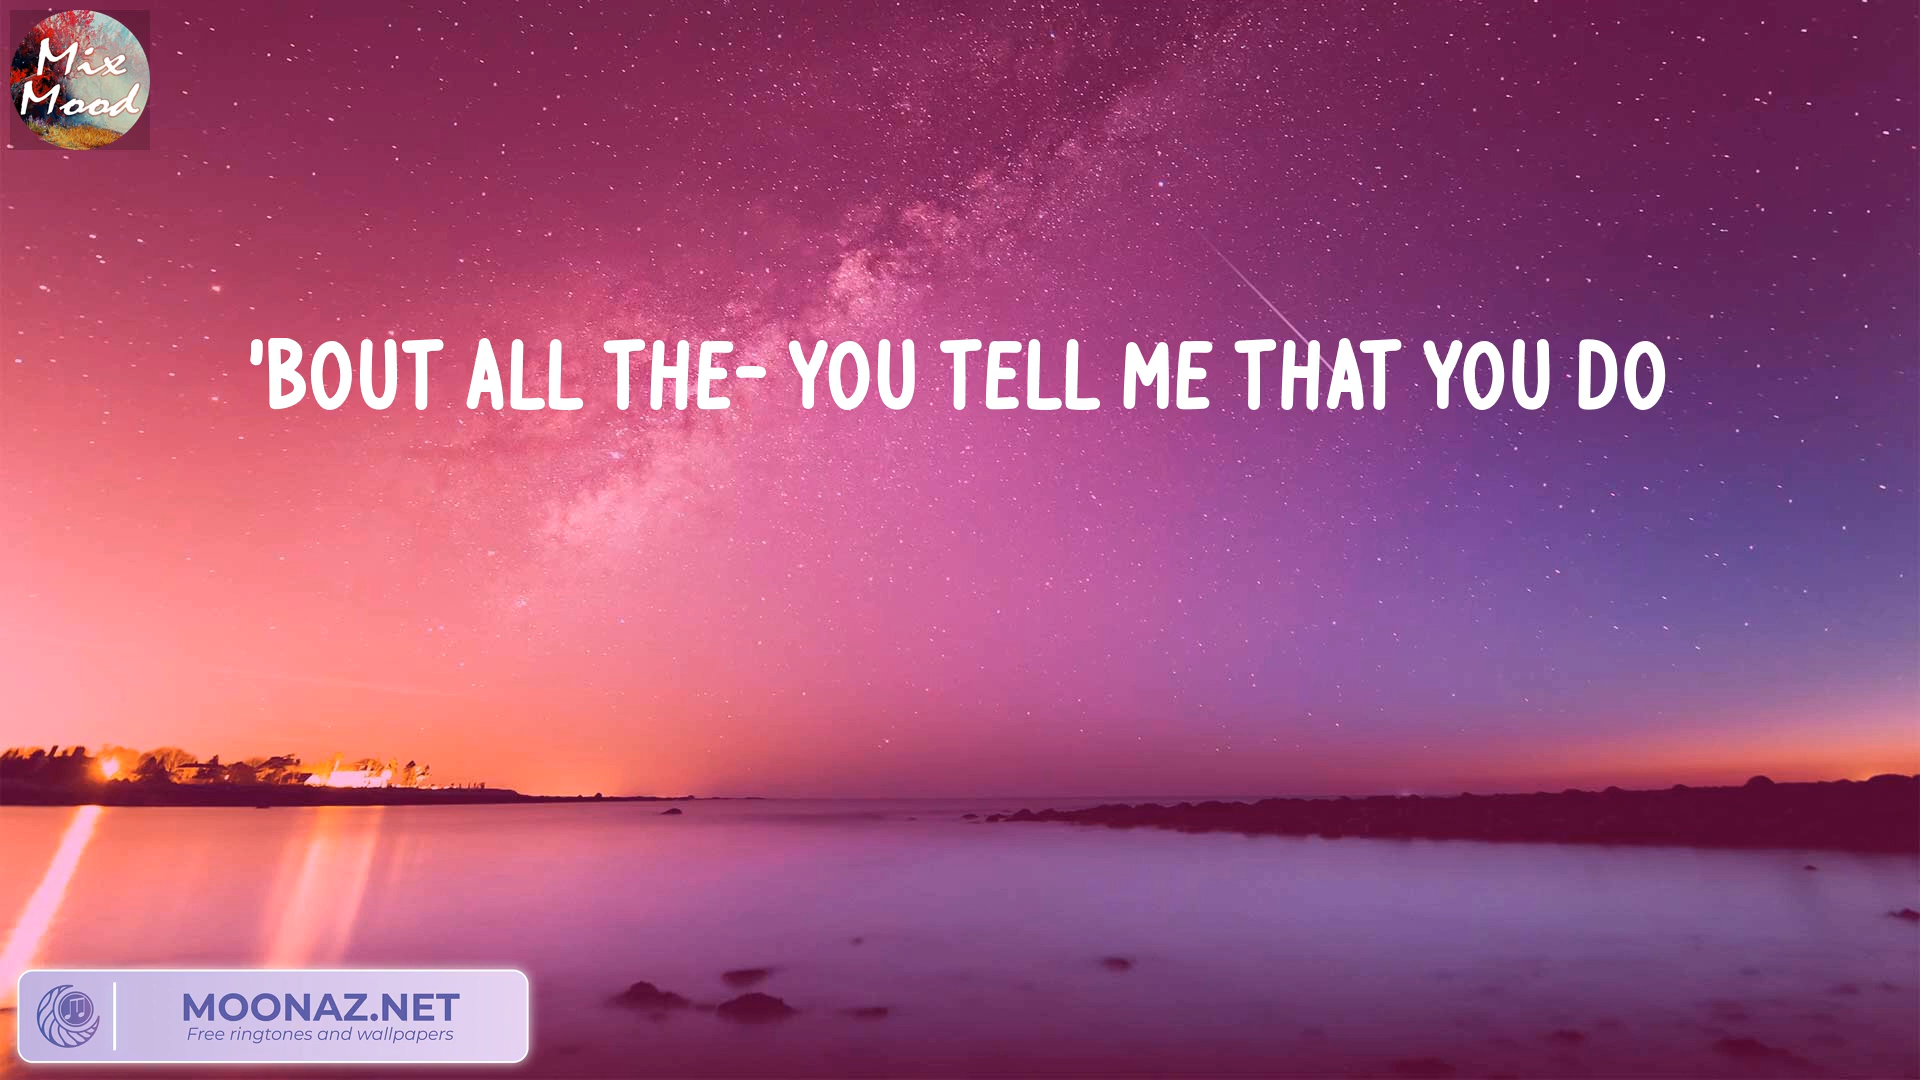 Mix
Mood
'BOUT ALL THE- YOU TELL ME THAT YOU DO
MOONAZ.NET
Free ringtones and wallpapers